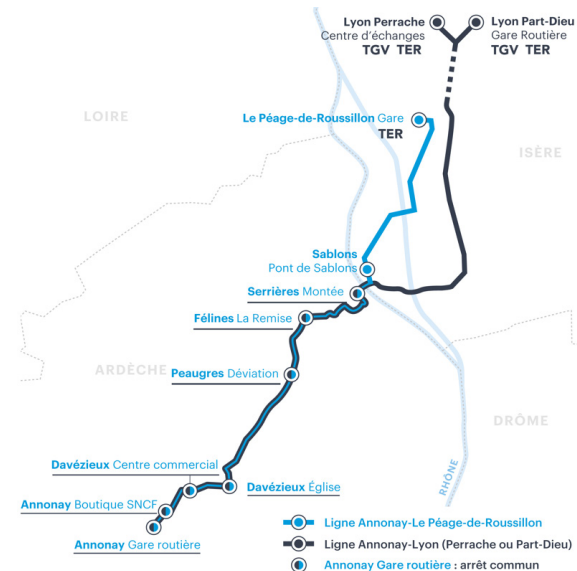 Lyon Perrache
Centre d'échanges
TGV TER
Lyon Part-Dieu
Gare Routière
TGV TER
LOIRE
Le Péage-de-Roussillon Gare
TER
ISÈRE
Sablons
Pont de Sablons
Serrières Montée
Félines La Remise
ARDÈCHE
Peaugres Déviation
DRÔME
Davézieux Centre commercial
RHÔNE
Davézieux Église
Annonay Boutique SNCF
Annonay Gare routière
Ligne Annonay-Le Péage-de-Roussillon
Ligne Annonay-Lyon (Perrache ou Part-Dieu)
Annonay Gare routière : arrêt commun